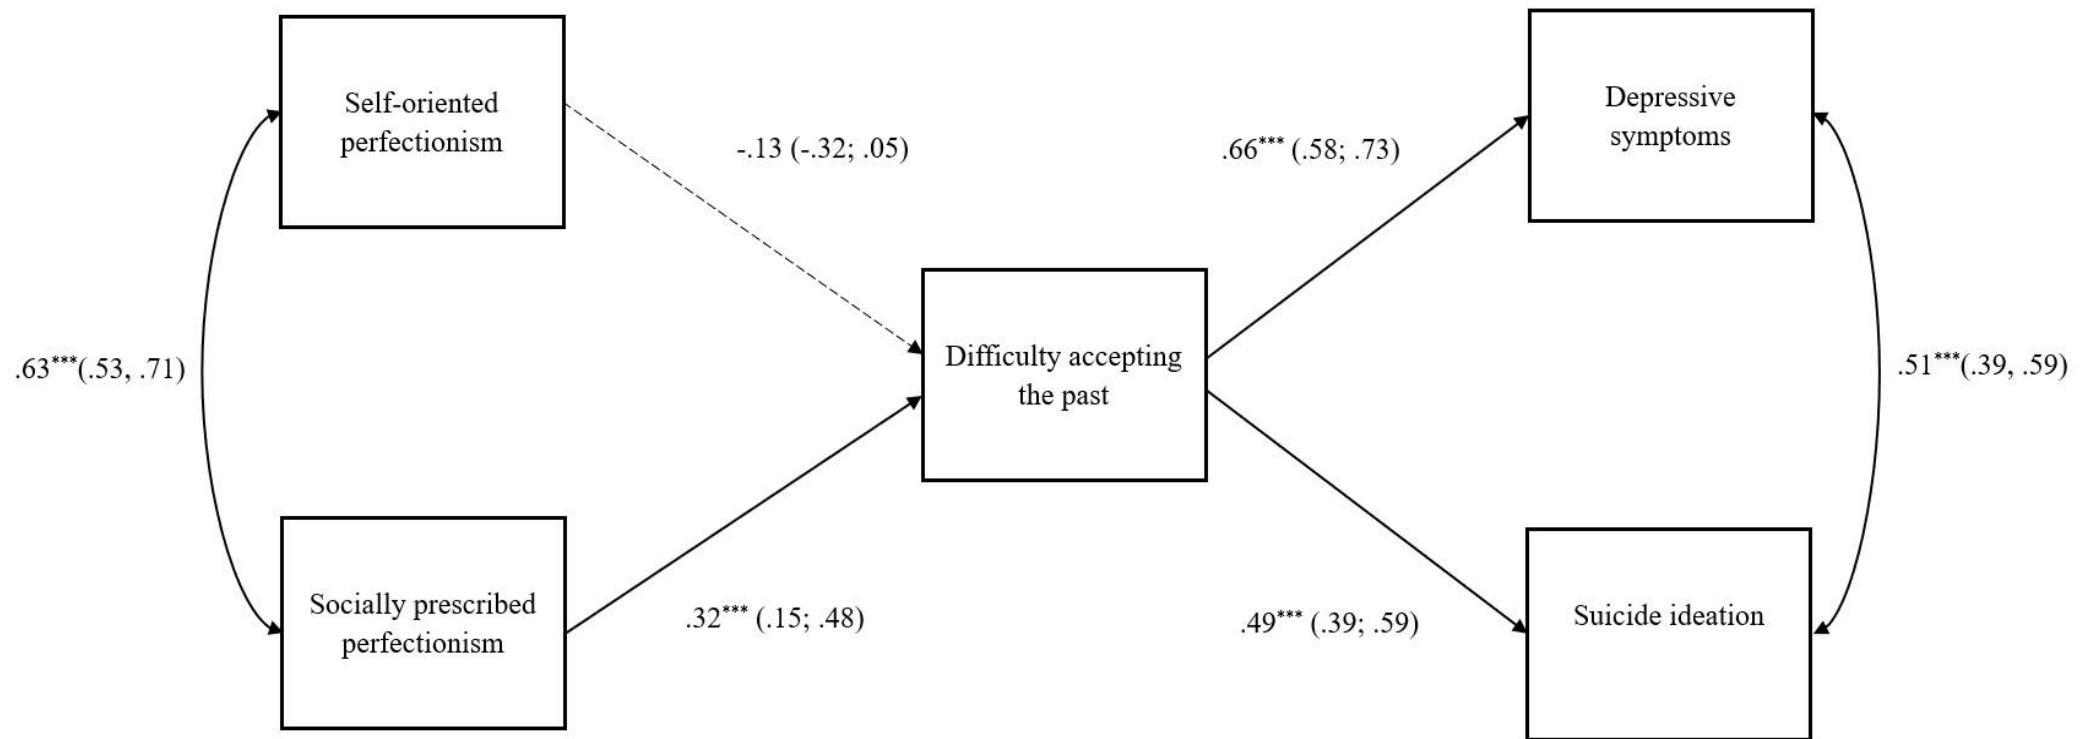 Self-oriented
perfectionism
Depressive
symptoms
-.13 (-.32; .05)
.66*** (.58; .73)
.63***(.53, .71)
Difficulty accepting
the past
.51***(.39, .59)
Socially prescribed
perfectionism
.32*** (.15; .48)
.49*** (.39; .59)
Suicide ideation